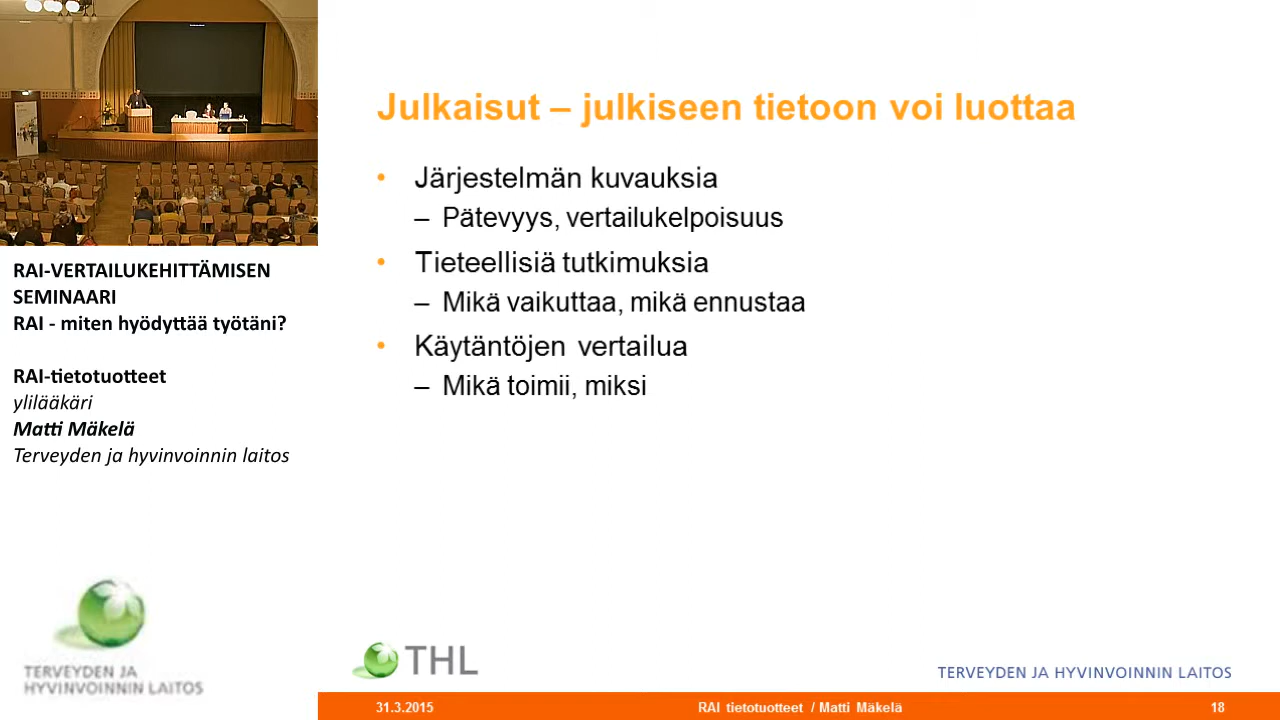 RAI-VERTAILUKEHITTÄMISEN
SEMINAARI
RAI - miten hyödyttää työtäni?
RAI-tietotuotteet
ylilääkäri
Matti Mäkelä
Terveyden ja hyvinvoinnin laitos
TERVEYDEN JA
HYVINVOINNIN LAITOS
Julkaisut – julkiseen tietoon voi luottaa
• Järjestelmän kuvauksia
– Pätevyys, vertailukelpoisuus
• Tieteellisiä tutkimuksia
– Mikä vaikuttaa, mikä ennustaa
• Käytäntöjen vertailua
– Mikä toimii, miksi
THL
TERVEYDEN JA HYVINVOINNIN LAITOS
31.3.2015
RAI tietotuotteet / Matti Mäkelä
18